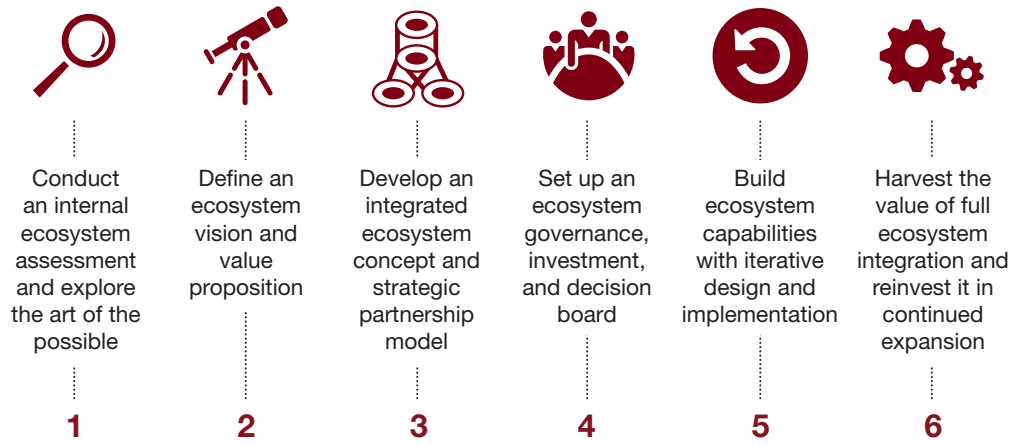 Conduct
an internal
ecosystem
assessment
and explore
the art of the
possible
1
Define an
ecosystem
vision and
value
proposition
2
Develop an
integrated
ecosystem
concept and
strategic
partnership
model
3
Set up an
ecosystem
governance,
investment,
and decision
board
4
Build
ecosystem
capabilities
with iterative
design and
implementation
5
Harvest the
value of full
ecosystem
integration and
reinvest it in
continued
expansion
6